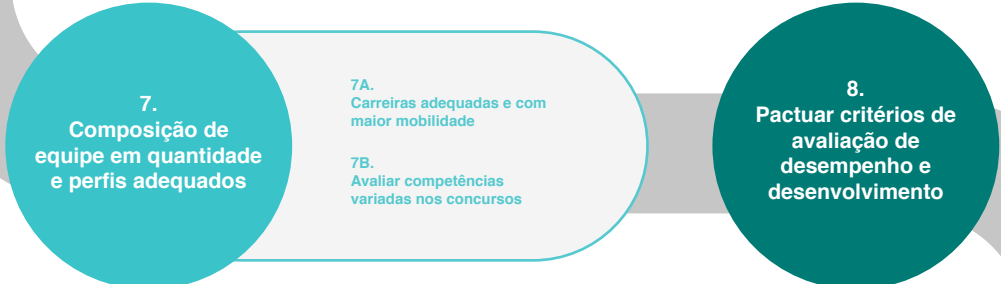 7.
Composição de
equipe em quantidade
e perfis adequados
7A.
Carreiras adequadas e com
maior mobilidade
7B.
Avaliar competências
variadas nos concursos
8.
Pactuar critérios de
avaliação de
desempenho e
desenvolvimento